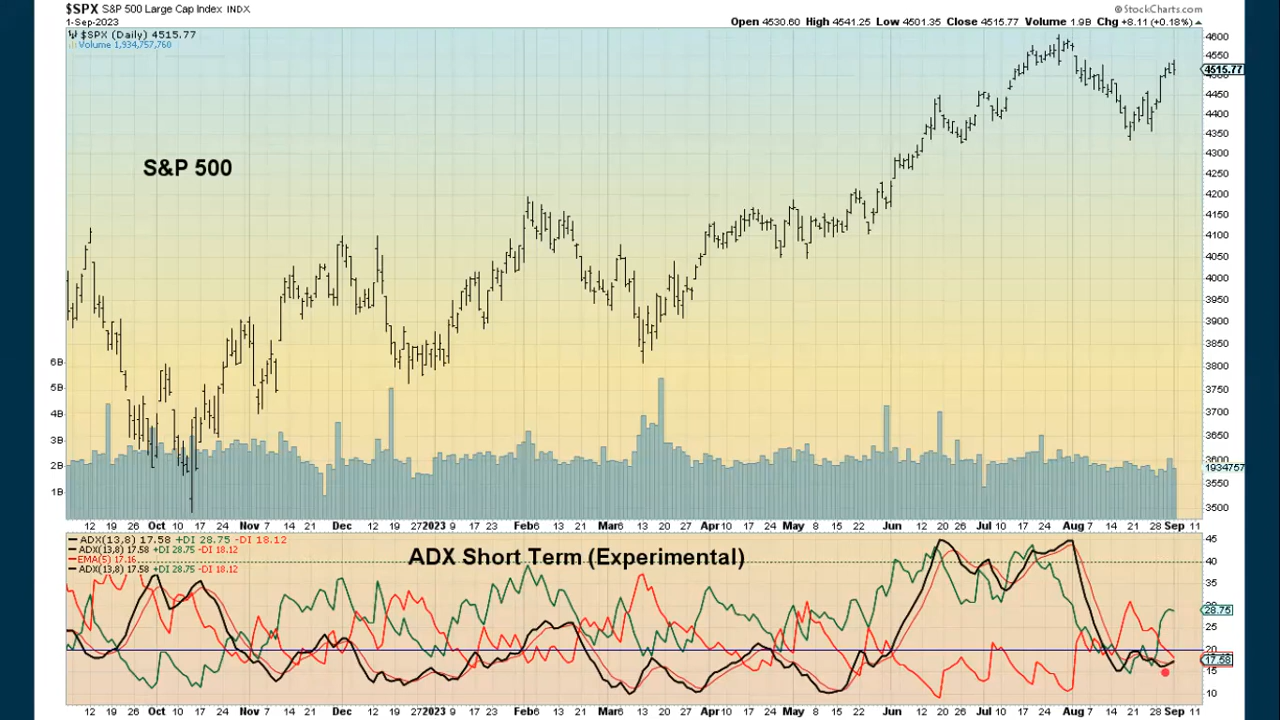 $SPX S&P 500 Large Cap Index INDX @StockCharts.com
1-Sep-2023 Open 4530.60 High 4541.25 Low 4501.35 Close 4515.77 Volume 1.9B Chg +8.11 (+0.18%)
$SPX (Daily) 4515.77
Volume 1,934,757,760
S&P 500
4600
4550
4515.77
4500
4450
4400
4350
4300
4250
4200
4150
4100
4050
4000
3950
3900
3850
3800
3750
3700
3650
3600
1934757
3550
3500
6B
5B
4B
3B
2B
1B
12 19 26 Oct 10 17 24 Nov 7 14 21 Dec 12 19 27 2023 9 17 23 Feb 6 13 21 Mar 13 20 27 Apr 10 17 24 May 8 15 22 Jun 12 20 26 Jul 10 17 24 Aug 7 14 21 28 Sep 11
ADX(13,8) 17.58 +DI 28.75 -DI 18.12
ADX(13,8) 17.58 +DI 28.75 -DI 18.12
EMA(5) 17.16
ADX(13,8) 17.58 +DI 28.75 -DI 18.12
ADX Short Term (Experimental)
45
40
35
30
28.75
25
20
17.58
15
10
12 19 26 Oct 10 17 24 Nov 7 14 21 Dec 12 19 27 2023 9 17 23 Feb 6 13 21 Mar 13 20 27 Apr 10 17 24 May 8 15 22 Jun 12 20 26 Jul 10 17 24 Aug 7 14 21 28 Sep 11